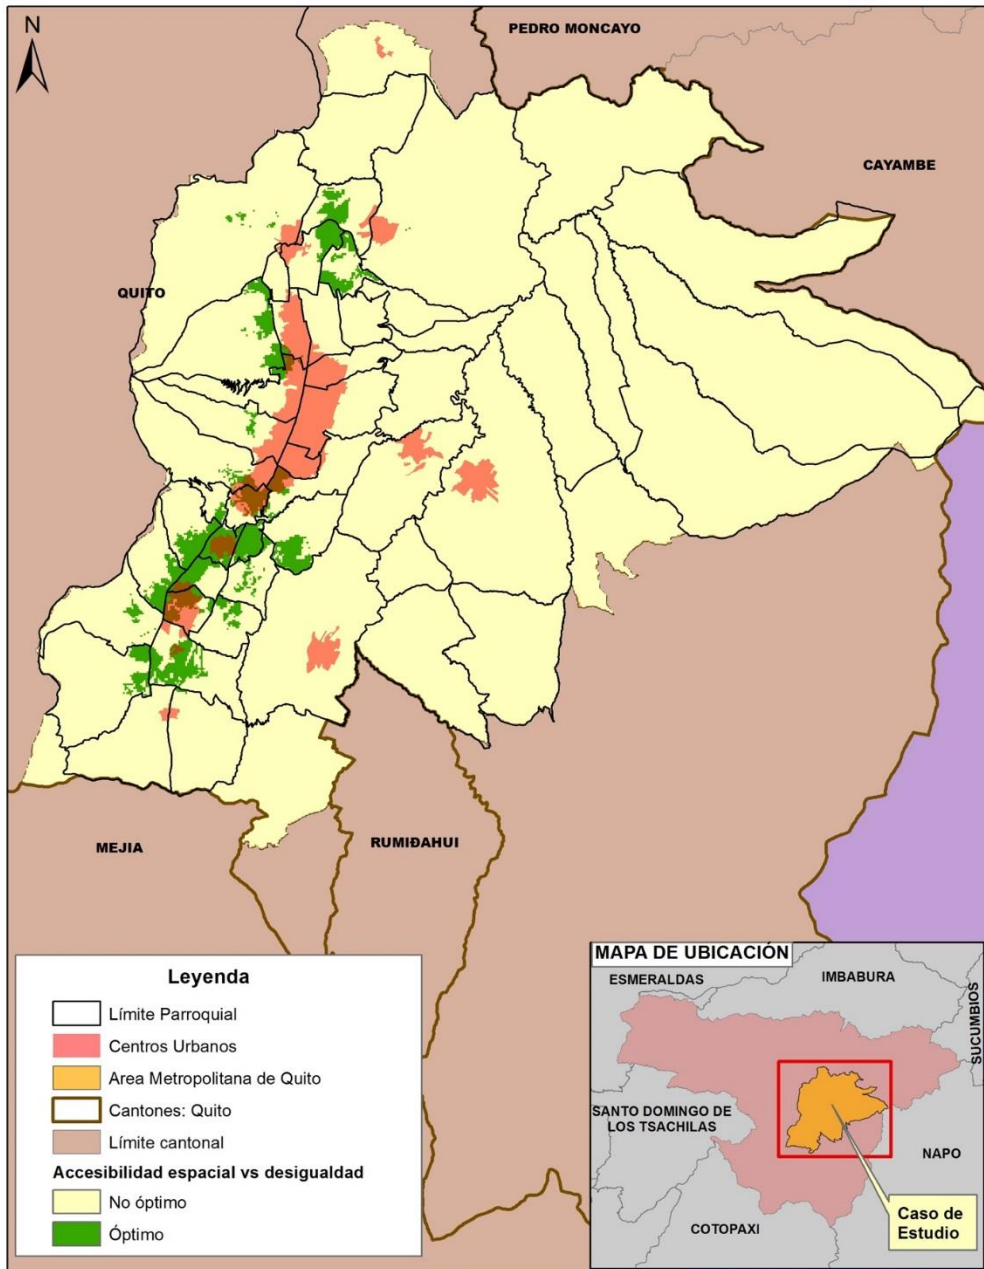 N
PEDRO MONCAYO
CAYAMBE
QUITO
MEJIA
RUMIÐAHUI
Leyenda
Límite Parroquial
Centros Urbanos
Area Metropolitana de Quito
Cantones: Quito
Límite cantonal
Accesibilidad espacial vs desigualdad
No óptimo
Óptimo
MAPA DE UBICACIÓN
ESMERALDAS
IMBABURA
SUCUMBIOS
SANTO DOMINGO DE
LOS TSACHILAS
NAPO
COTOPAXI
Caso de
Estudio